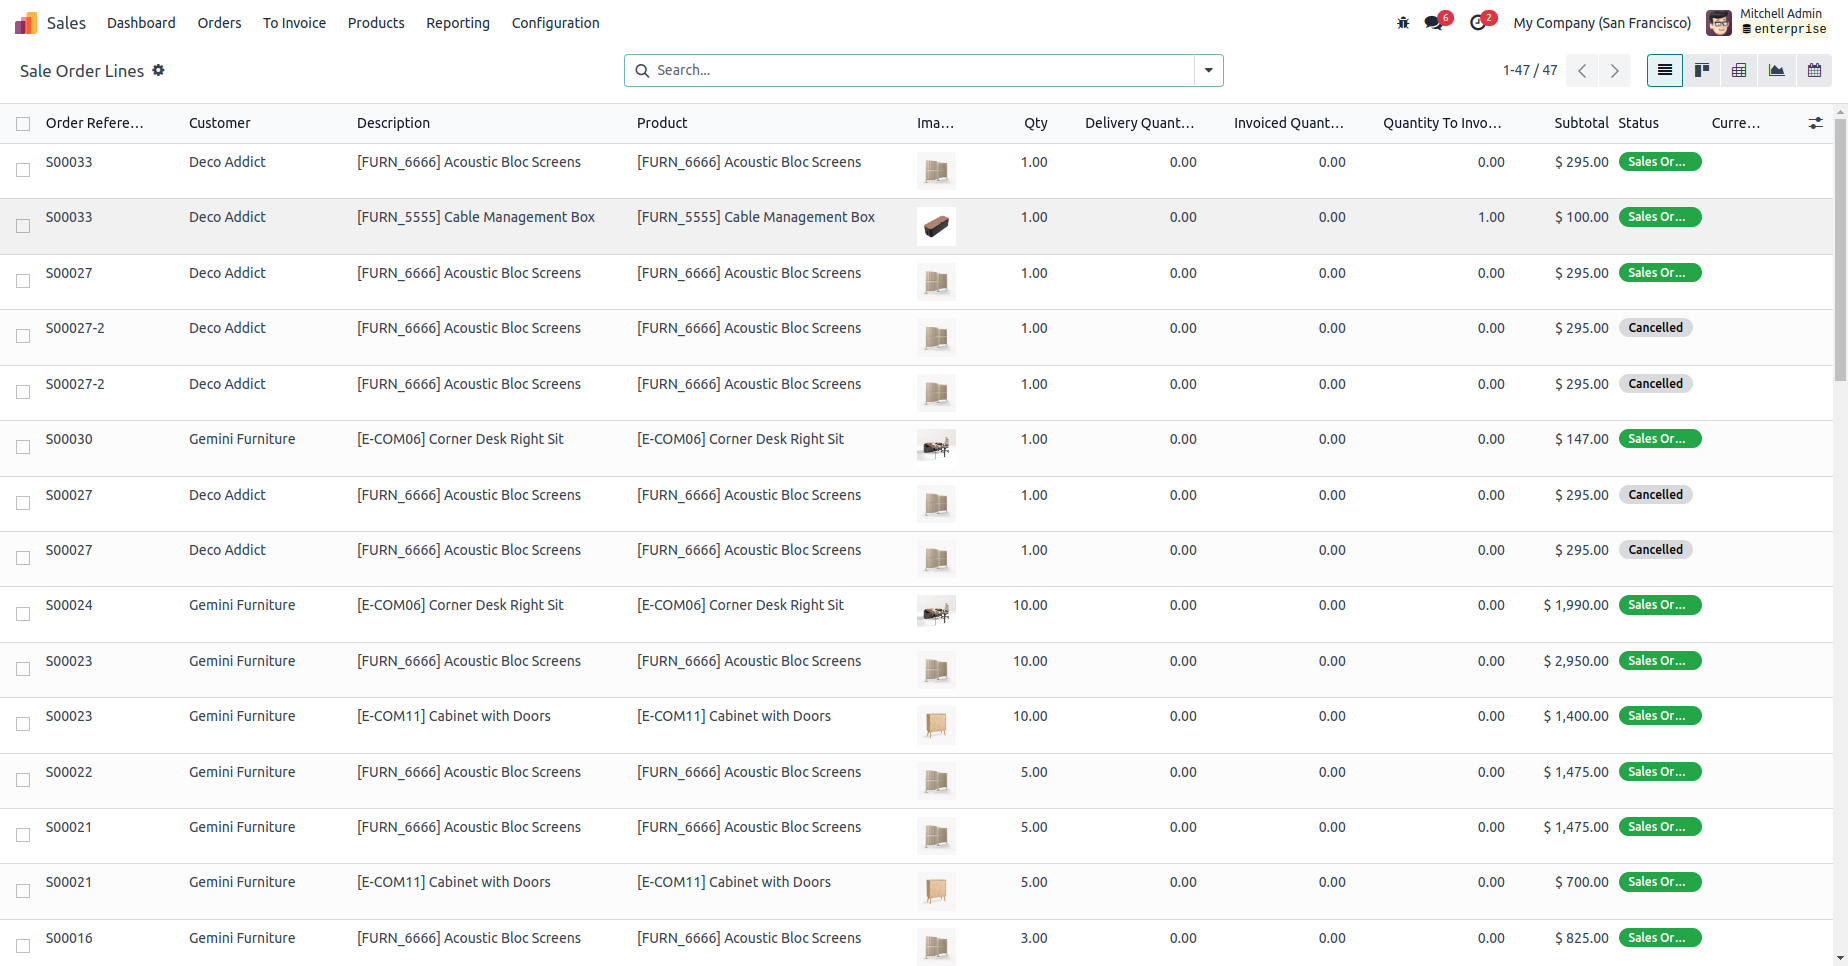 Sales Dashboard Orders To Invoice Products Reporting Configuration 6 2 My Company (San Francisco) Mitchell Admin
enterprise
Sale Order Lines Search... 1-47 / 47
Order Refere... Customer Description Product Ima... Qty Delivery Quant... Invoiced Quant... Quantity To Invo... Subtotal Status Curre...
S00033 Deco Addict [FURN_6666] Acoustic Bloc Screens [FURN_6666] Acoustic Bloc Screens 1.00 0.00 0.00 0.00 $ 295.00 Sales Or...
S00033 Deco Addict [FURN_5555] Cable Management Box [FURN_5555] Cable Management Box 1.00 0.00 0.00 1.00 $ 100.00 Sales Or...
S00027 Deco Addict [FURN_6666] Acoustic Bloc Screens [FURN_6666] Acoustic Bloc Screens 1.00 0.00 0.00 0.00 $ 295.00 Sales Or...
S00027-2 Deco Addict [FURN_6666] Acoustic Bloc Screens [FURN_6666] Acoustic Bloc Screens 1.00 0.00 0.00 0.00 $ 295.00 Cancelled
S00027-2 Deco Addict [FURN_6666] Acoustic Bloc Screens [FURN_6666] Acoustic Bloc Screens 1.00 0.00 0.00 0.00 $ 295.00 Cancelled
S00030 Gemini Furniture [E-COM06] Corner Desk Right Sit [E-COM06] Corner Desk Right Sit 1.00 0.00 0.00 0.00 $ 147.00 Sales Or...
S00027 Deco Addict [FURN_6666] Acoustic Bloc Screens [FURN_6666] Acoustic Bloc Screens 1.00 0.00 0.00 0.00 $ 295.00 Cancelled
S00027 Deco Addict [FURN_6666] Acoustic Bloc Screens [FURN_6666] Acoustic Bloc Screens 1.00 0.00 0.00 0.00 $ 295.00 Cancelled
S00024 Gemini Furniture [E-COM06] Corner Desk Right Sit [E-COM06] Corner Desk Right Sit 10.00 0.00 0.00 0.00 $ 1,990.00 Sales Or...
S00023 Gemini Furniture [FURN_6666] Acoustic Bloc Screens [FURN_6666] Acoustic Bloc Screens 10.00 0.00 0.00 0.00 $ 2,950.00 Sales Or...
S00023 Gemini Furniture [E-COM11] Cabinet with Doors [E-COM11] Cabinet with Doors 10.00 0.00 0.00 0.00 $ 1,400.00 Sales Or...
S00022 Gemini Furniture [FURN_6666] Acoustic Bloc Screens [FURN_6666] Acoustic Bloc Screens 5.00 0.00 0.00 0.00 $ 1,475.00 Sales Or...
S00021 Gemini Furniture [FURN_6666] Acoustic Bloc Screens [FURN_6666] Acoustic Bloc Screens 5.00 0.00 0.00 0.00 $ 1,475.00 Sales Or...
S00021 Gemini Furniture [E-COM11] Cabinet with Doors [E-COM11] Cabinet with Doors 5.00 0.00 0.00 0.00 $ 700.00 Sales Or...
S00016 Gemini Furniture [FURN_6666] Acoustic Bloc Screens [FURN_6666] Acoustic Bloc Screens 3.00 0.00 0.00 0.00 $ 825.00 Sales Or...